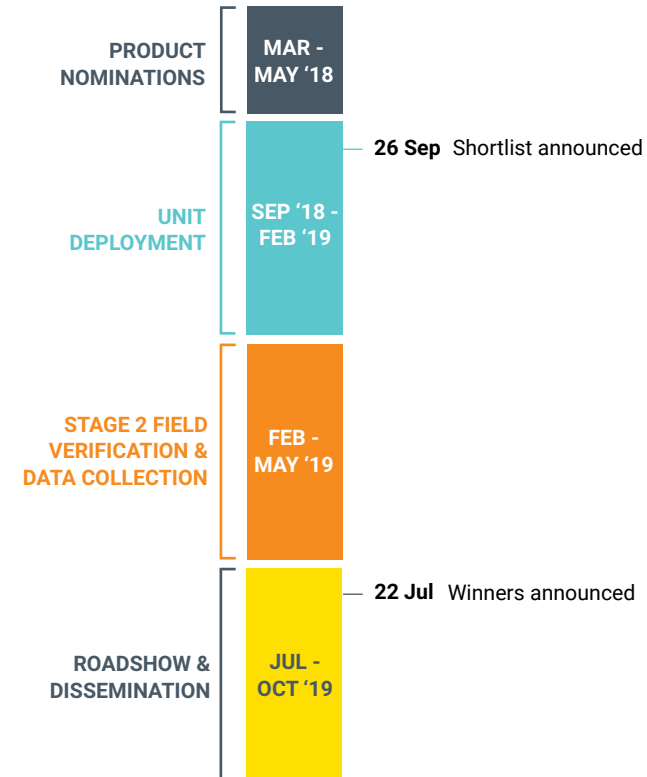 PRODUCT
NOMINATIONS
MAR -
MAY ‘18
26 Sep Shortlist announced
UNIT
DEPLOYMENT
SEP ‘18 -
FEB ‘19
STAGE 2 FIELD
VERIFICATION &
DATA COLLECTION
FEB -
MAY ‘19
22 Jul Winners announced
ROADSHOW &
DISSEMINATION
JUL -
OCT ‘19